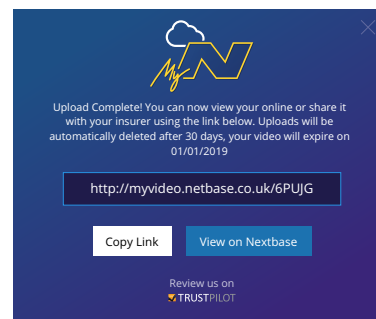 MyN
Upload Complete! You can now view your online or share it
with your insurer using the link below. Uploads will be
automatically deleted after 30 days, your video will expire on
01/01/2019
http://myvideo.netbase.co.uk/6PUJG
Copy Link
View on Nextbase
Review us on
TRUSTPILOT